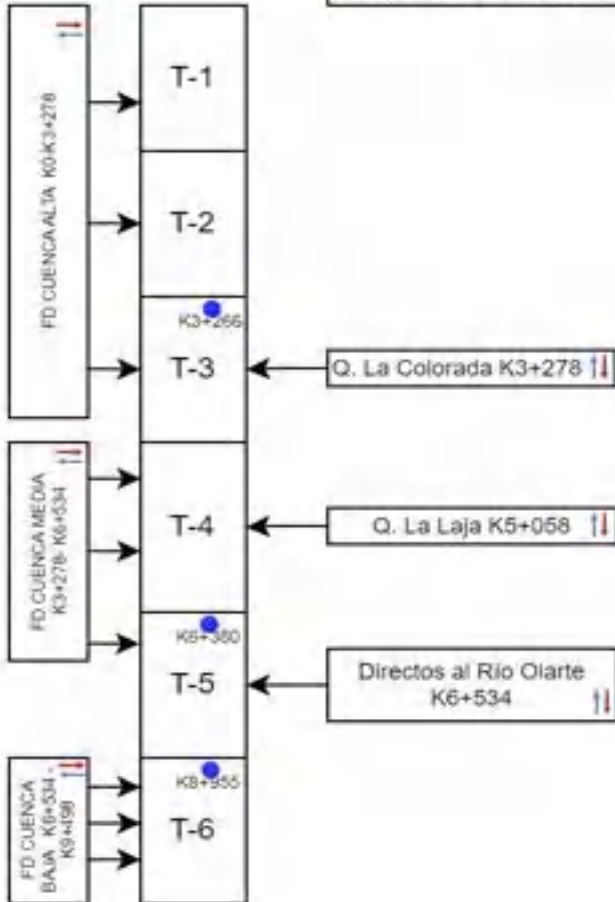 FD CUENCA ALTA K0-K3+278
T-1
T-2
K3+266
T-3
Q. La Colorada K3+278
FD CUENCA MEDIA
K3+278- K6+534
T-4
Q. La Laja K5+058
K6+380
T-5
Directos al Río Olarte
K6+534
FD CUENCA
BAJA K6+534 -
K9+498
K8+955
T-6